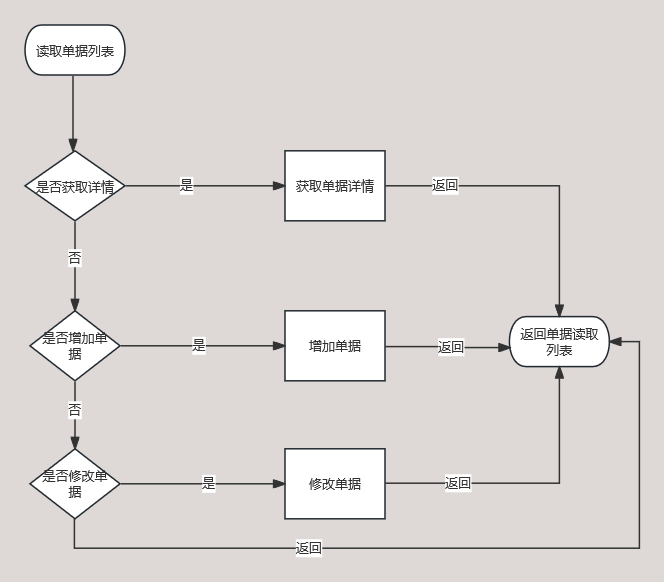 读取单据列表
是否获取详情
是
获取单据详情
返回
否
是否增加单
据
是
增加单据
返回
返回单据读取
列表
否
是否修改单
据
是
修改单据
返回
返回